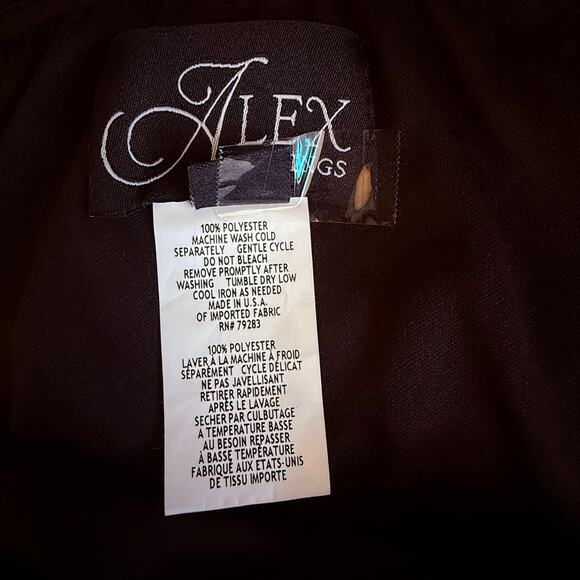 ALEX
GS
100% POLYESTER
MACHINE WASH COLD
SEPARATELY GENTLE CYCLE
DO NOT BLEACH
REMOVE PROMPTLY AFTER
WASHING TUMBLE DRY LOW
COOL IRON AS NEEDED
MADE IN U.S.A.
OF IMPORTED FABRIC
RN# 79283
100% POLYESTER
LAVER À LA MACHINE À FROID
SÉPARÉMENT CYCLE DÉLICAT
NE PAS JAVELLISANT
RETIRER RAPIDEMENT
APRÈS LE LAVAGE
SECHER PAR CULBUTAGE
A TEMPERATURE BASSE
AU BESOIN REPASSER
À BASSE TEMPÉRATURE
FABRIQUÉ AUX ETATS-UNIS
DE TISSU IMPORTE